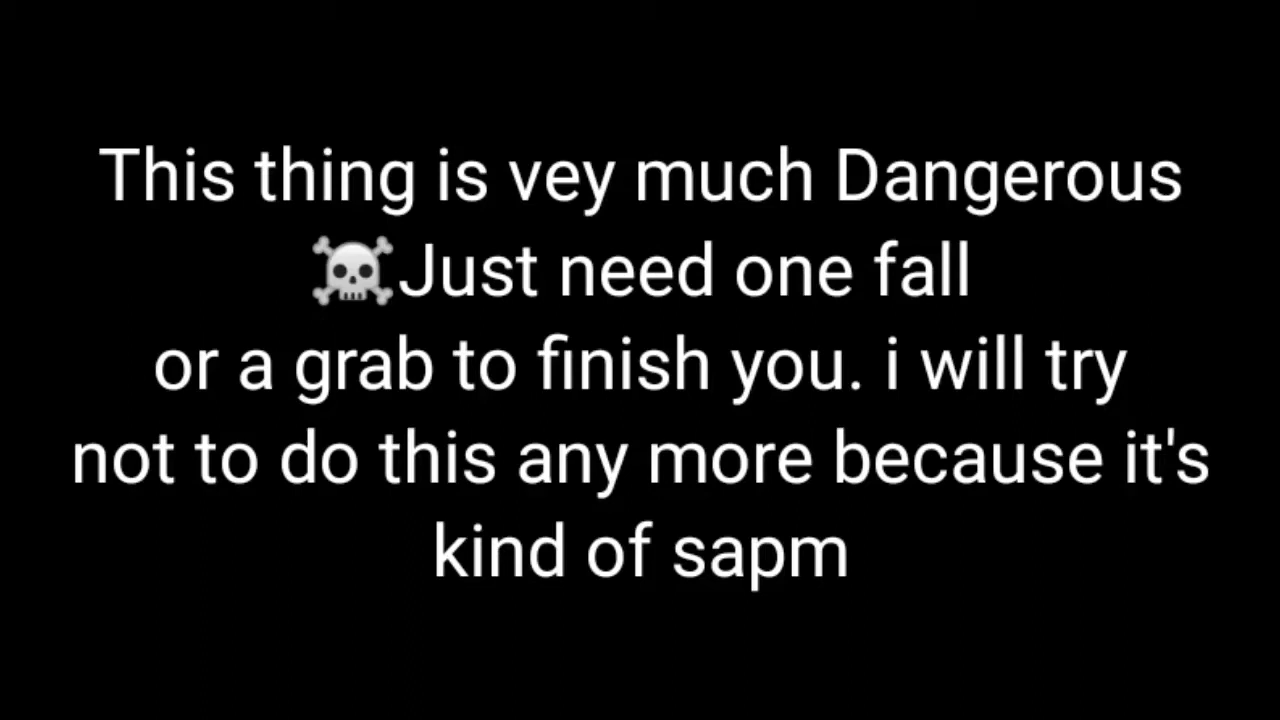 This thing is vey much Dangerous
☠Just need one fall
or a grab to finish you. i will try
not to do this any more because it's
kind of sapm